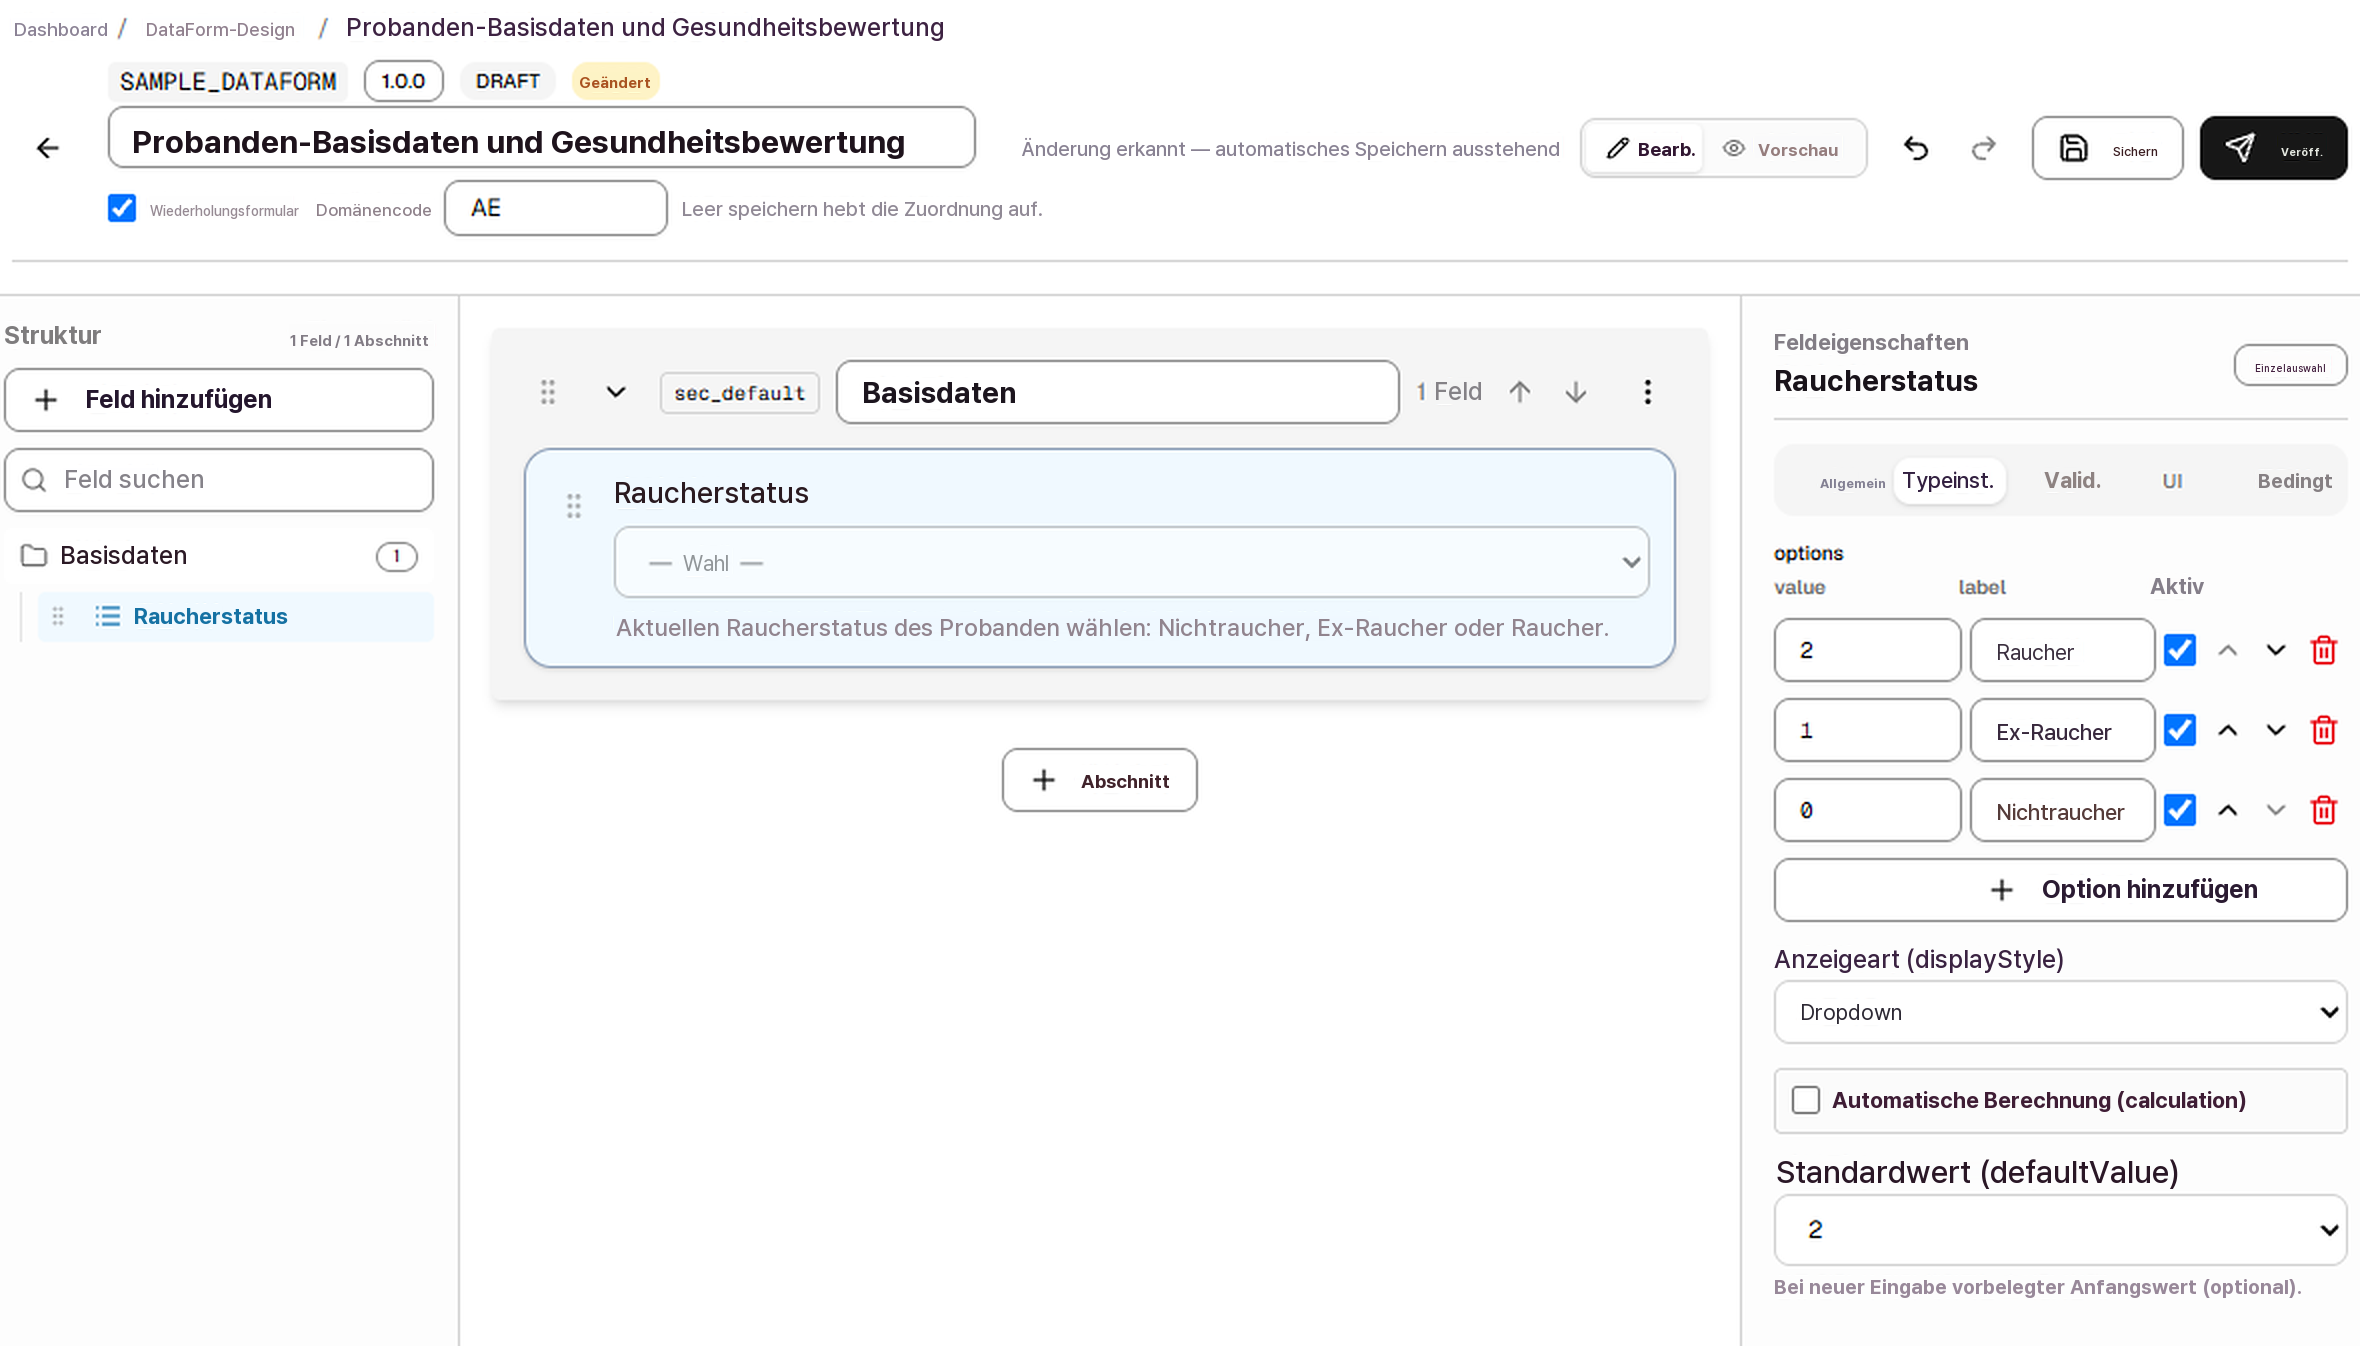 Dashboard / DataForm-Design / Probanden-Basisdaten und Gesundheitsbewertung
SAMPLE_DATAFORM 1.0.0 DRAFT Geändert
Probanden-Basisdaten und Gesundheitsbewertung
Änderung erkannt — automatisches Speichern ausstehend
Bearb. Vorschau
Sichern
Veröff.
Wiederholungsformular Domänencode AE Leer speichern hebt die Zuordnung auf.
Struktur 1 Feld / 1 Abschnitt
Feld hinzufügen
Feld suchen
Basisdaten 1
Raucherstatus
sec_default Basisdaten 1 Feld
Raucherstatus
— Wahl —
Aktuellen Raucherstatus des Probanden wählen: Nichtraucher, Ex-Raucher oder Raucher.
Abschnitt
Feldeigenschaften
Raucherstatus
Einzelauswahl
Allgemein Typeinst. Valid. UI Bedingt
options
value label Aktiv
2 Raucher
1 Ex-Raucher
0 Nichtraucher
Option hinzufügen
Anzeigeart (displayStyle)
Dropdown
Automatische Berechnung (calculation)
Standardwert (defaultValue)
2
Bei neuer Eingabe vorbelegter Anfangswert (optional).